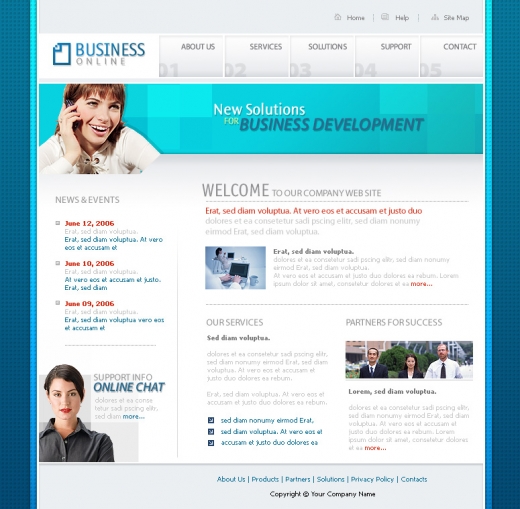 Home | Help | Site Map
BUSINESS
ONLINE
ABOUT US
SERVICES
SOLUTIONS
SUPPORT
CONTACT
01
02
03
04
05
New Solutions
FOR BUSINESS DEVELOPMENT
NEWS & EVENTS
June 12, 2006
Erat, sed diam voluptua.
Erat, sed diam voluptua. At vero
eos et accusam et
June 10, 2006
Erat, sed diam voluptua.
At vero eos et accusam et justo.
Erat, sed diam
June 09, 2006
Erat, sed diam voluptua vero eos
et accusam et
SUPPORT INFO
ONLINE CHAT
dolores et ea conse
tetur sadi pscing elitr,
sed diam more...
WELCOME TO OUR COMPANY WEB SITE
Erat, sed diam voluptua. At vero eos et accusam et justo duo
dolores et ea consetetur sadi pscing elitr, sed diam nonumy
eirmod Erat, sed diam voluptua.
Erat, sed diam voluptua.
dolores et ea consetetur sadi pscing elitr, sed diam nonumy
eirmod Erat, sed diam voluptua. Erat, sed diam voluptua.
At vero eos et accusam et justo duo dolores et ea rebum. Lorem
ipsum dolor sit amet, consetetur dolores et ea more...
OUR SERVICES
Sed diam voluptua.
dolores et ea consetetur sadi pscing
elitr, sed diam nonumy eirmod Erat,
sed diam voluptua. Erat, sed diam
voluptua. At vero eos et accusam et
justo duo dolores et ea rebum.
Erat, sed diam voluptua. At vero eos
et accusam et justo duo dolores et ea
rebum.
sed diam nonumy eirmod Erat,
sed diam voluptua. At vero eos et
accusam et justo duo dolores ea
PARTNERS FOR SUCCESS
Lorem, sed diam voluptua.
dolores et ea consetetur sadi pscing
elitr, sed diam nonumy eirmod Erat,
sed diam voluptua. Erat, sed diam
voluptua. At vero eos et accusam et
justo duo dolores et ea rebum. Lorem
ipsum dolor sit amet, consetetur
dolores et ea more...
About Us | Products | Partners | Solutions | Privacy Policy | Contacts
Copyright © Your Company Name